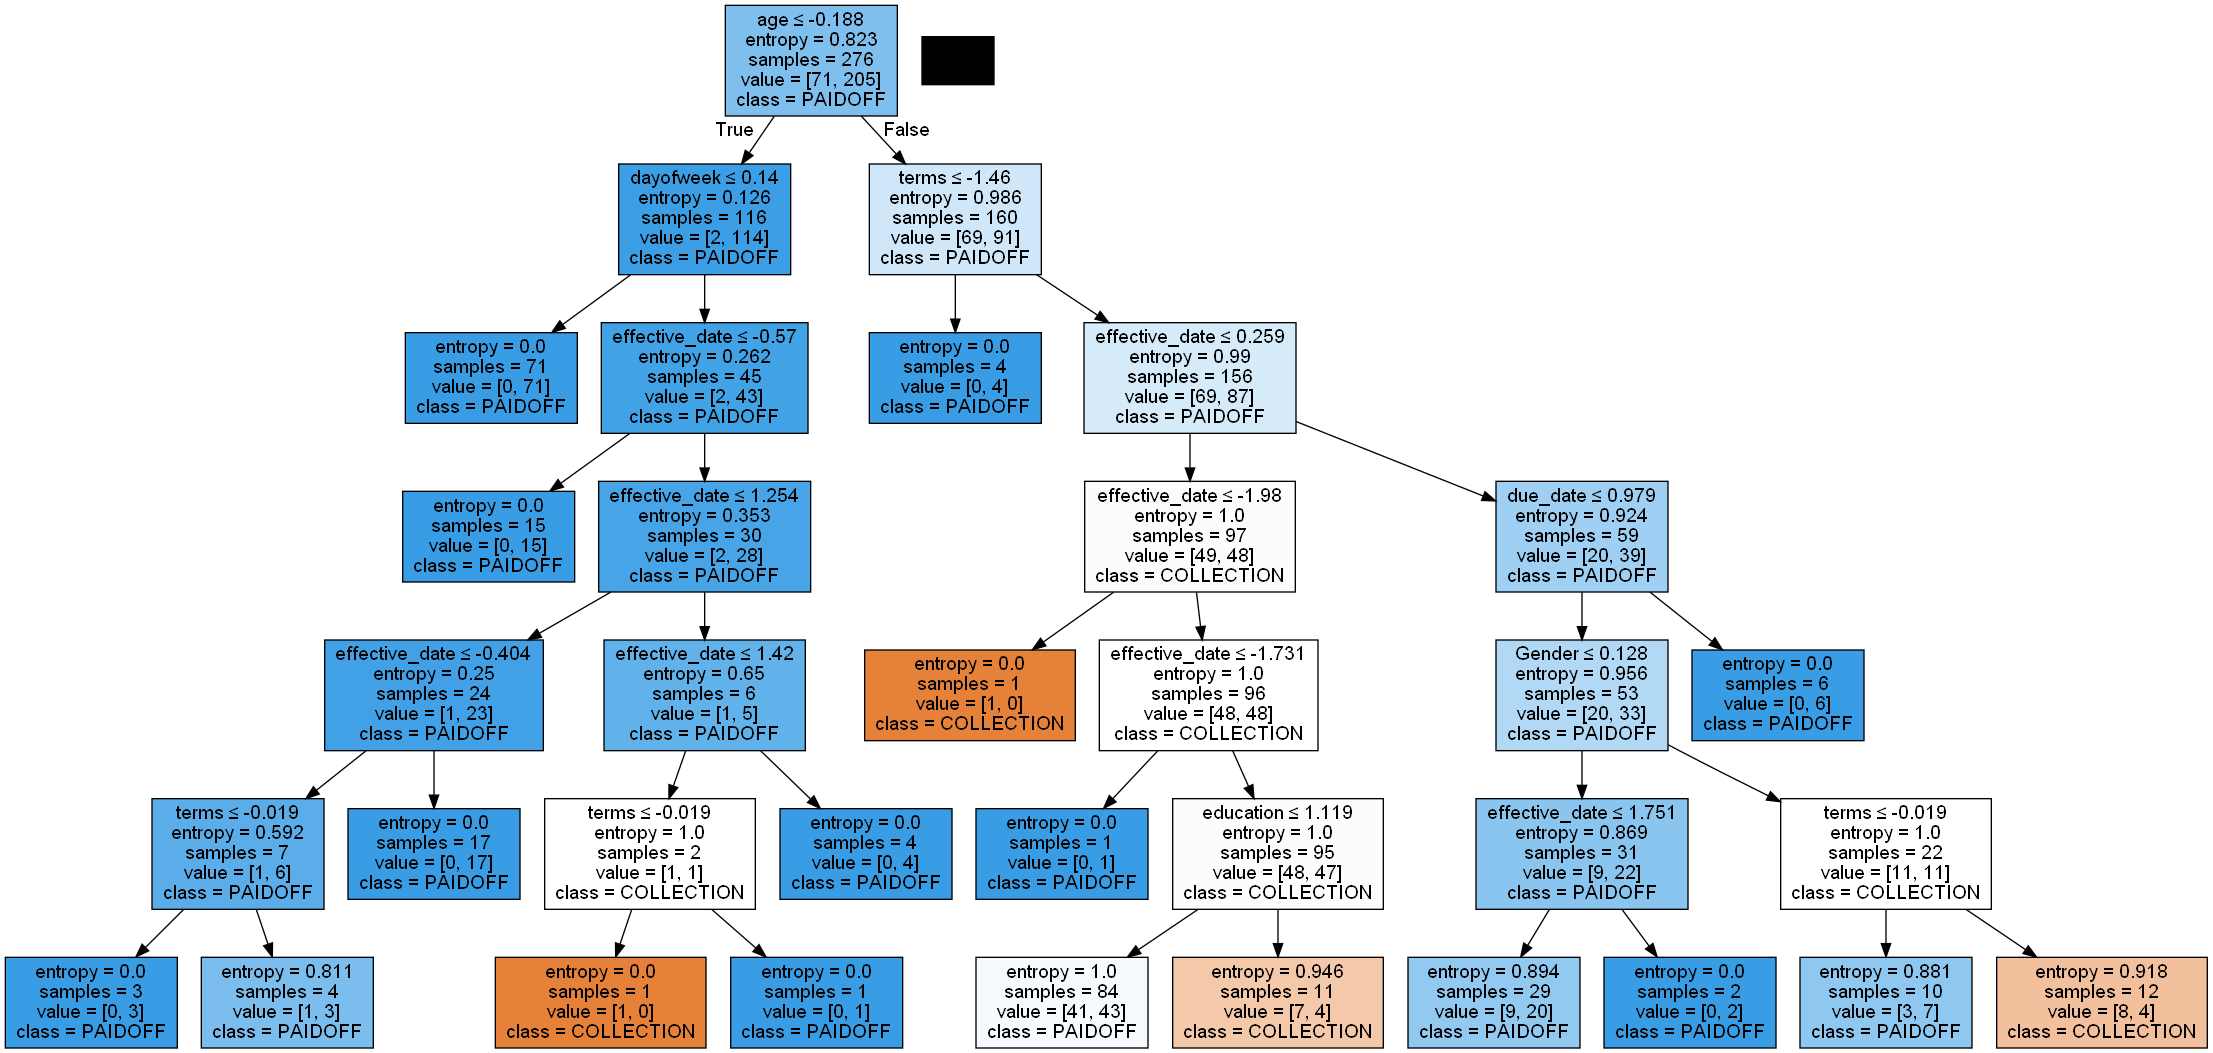 age ≤ -0.188
entropy = 0.823
samples = 276
value = [71, 205]
class = PAIDOFF
True
False
dayofweek ≤ 0.14
entropy = 0.126
samples = 116
value = [2, 114]
class = PAIDOFF
terms ≤ -1.46
entropy = 0.986
samples = 160
value = [69, 91]
class = PAIDOFF
entropy = 0.0
samples = 71
value = [0, 71]
class = PAIDOFF
effective_date ≤ -0.57
entropy = 0.262
samples = 45
value = [2, 43]
class = PAIDOFF
entropy = 0.0
samples = 4
value = [0, 4]
class = PAIDOFF
effective_date ≤ 0.259
entropy = 0.99
samples = 156
value = [69, 87]
class = PAIDOFF
entropy = 0.0
samples = 15
value = [0, 15]
class = PAIDOFF
effective_date ≤ 1.254
entropy = 0.353
samples = 30
value = [2, 28]
class = PAIDOFF
effective_date ≤ -1.98
entropy = 1.0
samples = 97
value = [49, 48]
class = COLLECTION
due_date ≤ 0.979
entropy = 0.924
samples = 59
value = [20, 39]
class = PAIDOFF
effective_date ≤ -0.404
entropy = 0.25
samples = 24
value = [1, 23]
class = PAIDOFF
effective_date ≤ 1.42
entropy = 0.65
samples = 6
value = [1, 5]
class = PAIDOFF
entropy = 0.0
samples = 1
value = [1, 0]
class = COLLECTION
effective_date ≤ -1.731
entropy = 1.0
samples = 96
value = [48, 48]
class = COLLECTION
Gender ≤ 0.128
entropy = 0.956
samples = 53
value = [20, 33]
class = PAIDOFF
entropy = 0.0
samples = 6
value = [0, 6]
class = PAIDOFF
terms ≤ -0.019
entropy = 0.592
samples = 7
value = [1, 6]
class = PAIDOFF
entropy = 0.0
samples = 17
value = [0, 17]
class = PAIDOFF
terms ≤ -0.019
entropy = 1.0
samples = 2
value = [1, 1]
class = COLLECTION
entropy = 0.0
samples = 4
value = [0, 4]
class = PAIDOFF
entropy = 0.0
samples = 1
value = [0, 1]
class = PAIDOFF
education ≤ 1.119
entropy = 1.0
samples = 95
value = [48, 47]
class = COLLECTION
effective_date ≤ 1.751
entropy = 0.869
samples = 31
value = [9, 22]
class = PAIDOFF
terms ≤ -0.019
entropy = 1.0
samples = 22
value = [11, 11]
class = COLLECTION
entropy = 0.0
samples = 3
value = [0, 3]
class = PAIDOFF
entropy = 0.811
samples = 4
value = [1, 3]
class = PAIDOFF
entropy = 0.0
samples = 1
value = [1, 0]
class = COLLECTION
entropy = 0.0
samples = 1
value = [0, 1]
class = PAIDOFF
entropy = 1.0
samples = 84
value = [41, 43]
class = PAIDOFF
entropy = 0.946
samples = 11
value = [7, 4]
class = COLLECTION
entropy = 0.894
samples = 29
value = [9, 20]
class = PAIDOFF
entropy = 0.0
samples = 2
value = [0, 2]
class = PAIDOFF
entropy = 0.881
samples = 10
value = [3, 7]
class = PAIDOFF
entropy = 0.918
samples = 12
value = [8, 4]
class = COLLECTION